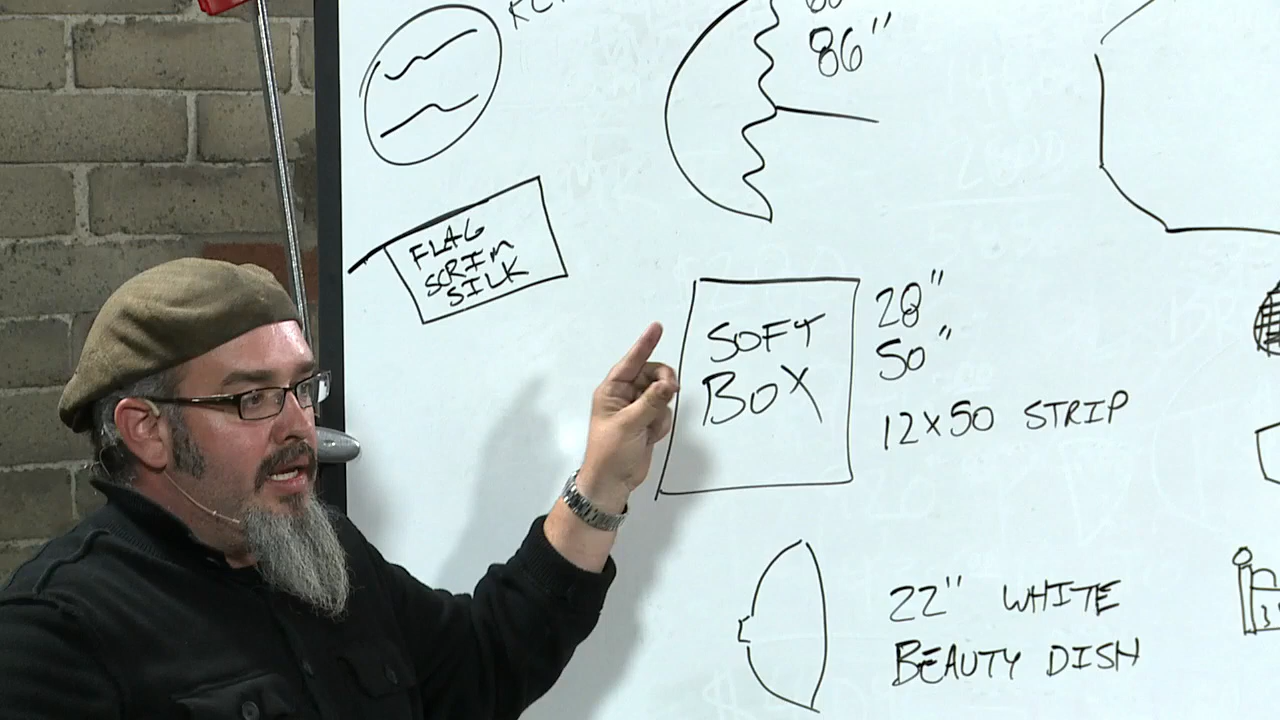 86"
FLAG
SCRIM
SILK
SOFT
BOX
28"
50"
12x50 STRIP
22" WHITE
BEAUTY DISH